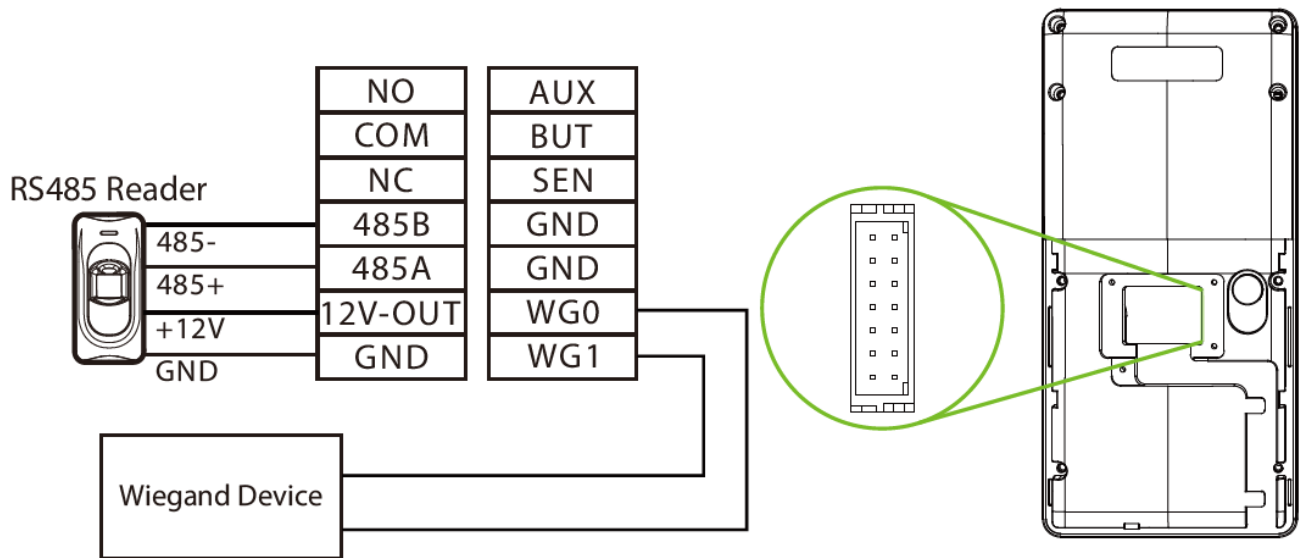 NO
COM
NC
485B
485A
12V-OUT
GND
AUX
BUT
SEN
GND
GND
WG0
WG1
RS485 Reader
485-
485+
+12V
GND
Wiegand Device